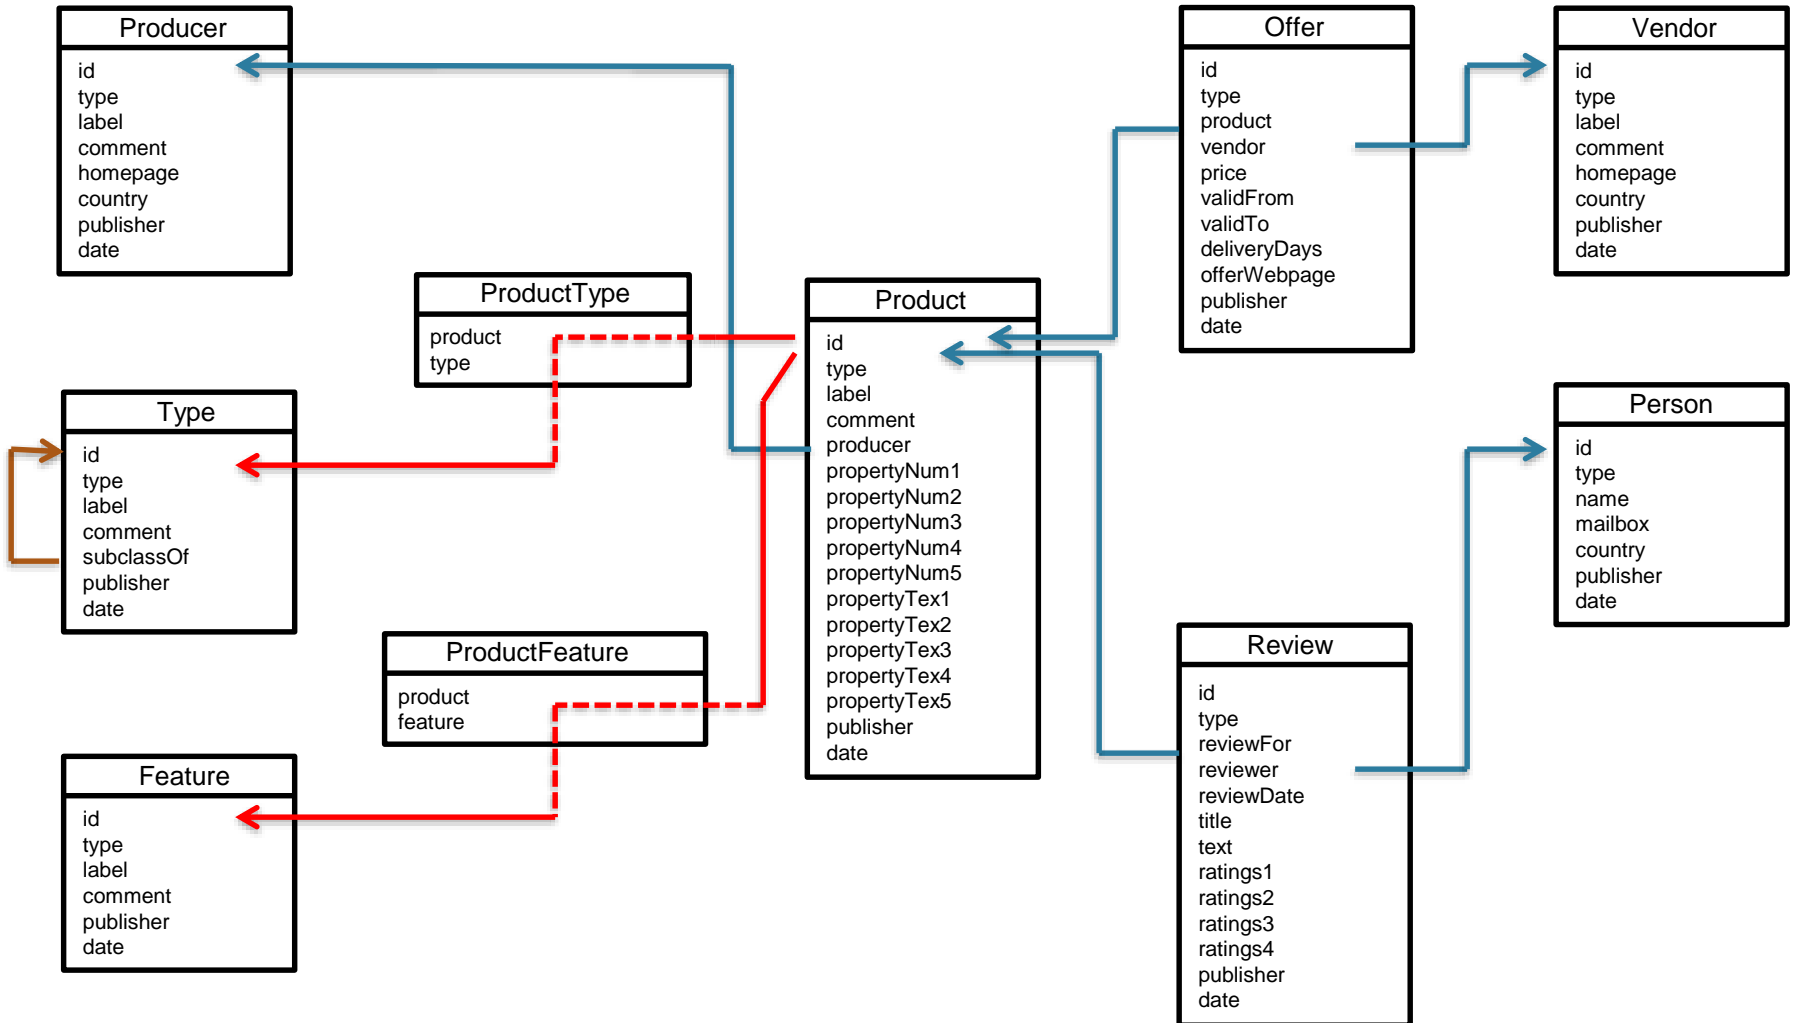 Producer
id
type
label
comment
homepage
country
publisher
date
ProductType
product
type
Type
id
type
label
comment
subclassOf
publisher
date
ProductFeature
product
feature
Feature
id
type
label
comment
publisher
date
Product
id
type
label
comment
producer
propertyNum1
propertyNum2
propertyNum3
propertyNum4
propertyNum5
propertyTex1
propertyTex2
propertyTex3
propertyTex4
propertyTex5
publisher
date
Offer
id
type
product
vendor
price
validFrom
validTo
deliveryDays
offerWebpage
publisher
date
Vendor
id
type
label
comment
homepage
country
publisher
date
Person
id
type
name
mailbox
country
publisher
date
Review
id
type
reviewFor
reviewer
reviewDate
title
text
ratings1
ratings2
ratings3
ratings4
publisher
date